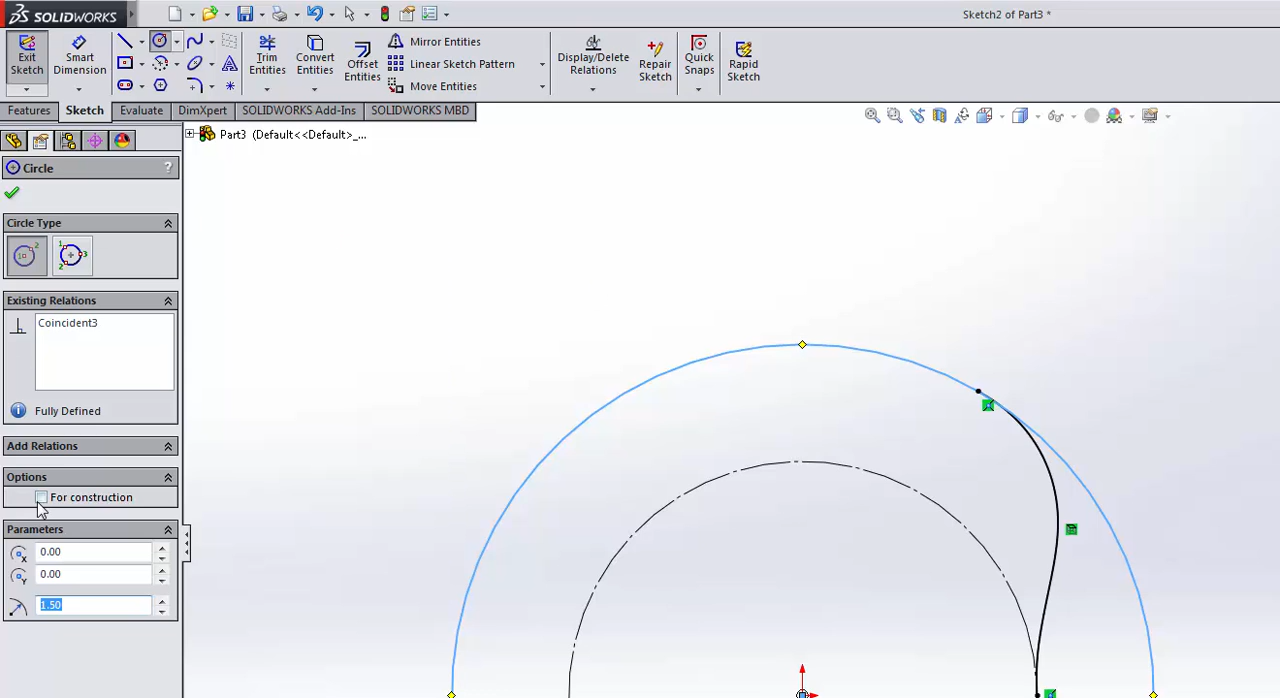 SOLIDWORKS
Sketch2 of Part3 *
Exit Sketch
Smart Dimension
Trim Entities
Convert Entities
Offset Entities
Mirror Entities
Linear Sketch Pattern
Move Entities
Display/Delete Relations
Repair Sketch
Quick Snaps
Rapid Sketch
Features
Sketch
Evaluate
DimXpert
SOLIDWORKS Add-Ins
SOLIDWORKS MBD
Part3 (Default<<Default>_...
Circle
?
Circle Type
Existing Relations
Coincident3
Fully Defined
Add Relations
Options
For construction
Parameters
0.00
0.00
1.50